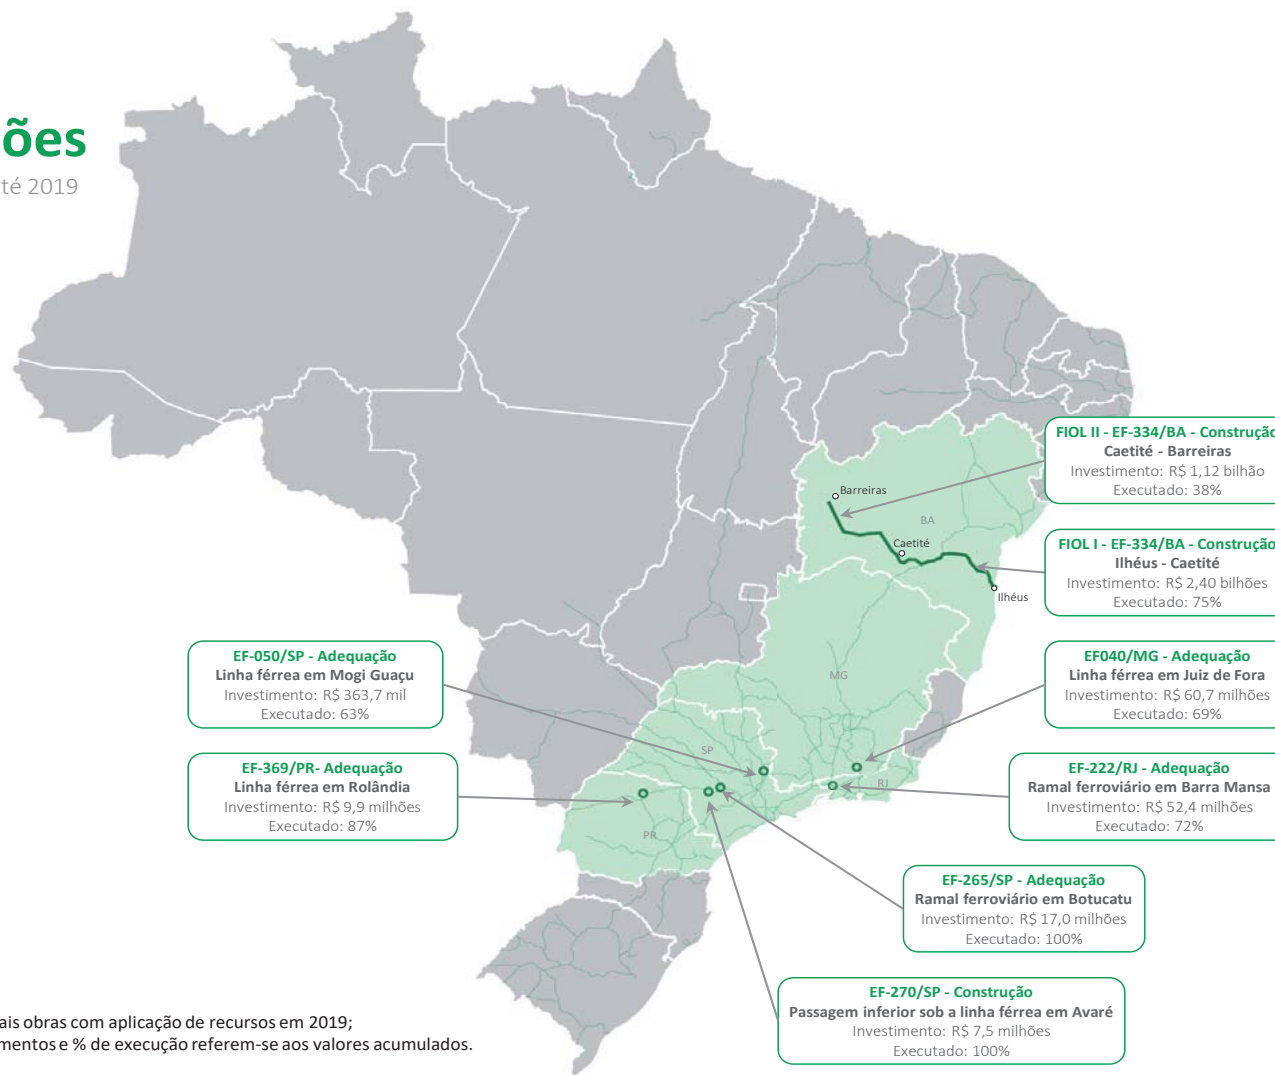 ões
té 2019
FIOL II - EF-334/BA - Construção
Caetité - Barreiras
Investimento: R$ 1,12 bilhão
Executado: 38%
Barreiras
BA
Caetité
FIOL I - EF-334/BA - Construção
Ilhéus - Caetité
Investimento: R$ 2,40 bilhões
Executado: 75%
Ilhéus
EF-050/SP - Adequação
Linha férrea em Mogi Guaçu
Investimento: R$ 363,7 mil
Executado: 63%
EF040/MG - Adequação
Linha férrea em Juiz de Fora
Investimento: R$ 60,7 milhões
Executado: 69%
MG
SP
RJ
PR
EF-369/PR- Adequação
Linha férrea em Rolândia
Investimento: R$ 9,9 milhões
Executado: 87%
EF-222/RJ - Adequação
Ramal ferroviário em Barra Mansa
Investimento: R$ 52,4 milhões
Executado: 72%
EF-265/SP - Adequação
Ramal ferroviário em Botucatu
Investimento: R$ 17,0 milhões
Executado: 100%
EF-270/SP - Construção
Passagem inferior sob a linha férrea em Avaré
Investimento: R$ 7,5 milhões
Executado: 100%
ais obras com aplicação de recursos em 2019;
mentos e % de execução referem-se aos valores acumulados.